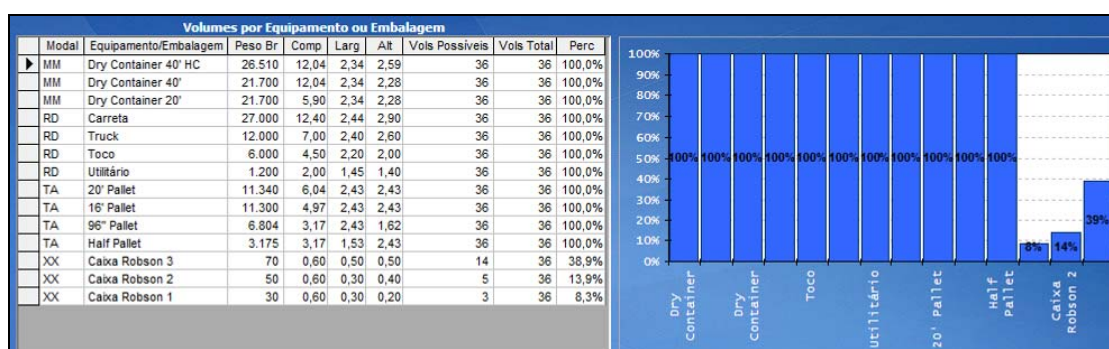 Volumes por Equipamento ou Embalagem
Modal Equipamento/Embalagem Peso Br Comp Larg Alt Vols Possíveis Vols Total Perc
MM Dry Container 40' HC 26.510 12,04 2,34 2,59 36 36 100,0%
MM Dry Container 40' 21.700 12,04 2,34 2,28 36 36 100,0%
MM Dry Container 20' 21.700 5,90 2,34 2,28 36 36 100,0%
RD Carreta 27.000 12,40 2,44 2,90 36 36 100,0%
RD Truck 12.000 7,00 2,40 2,60 36 36 100,0%
RD Toco 6.000 4,50 2,20 2,00 36 36 100,0%
RD Utilitário 1.200 2,00 1,45 1,40 36 36 100,0%
TA 20' Pallet 11.340 6,04 2,43 2,43 36 36 100,0%
TA 16' Pallet 11.300 4,97 2,43 2,43 36 36 100,0%
TA 96" Pallet 6.804 3,17 2,43 1,62 36 36 100,0%
TA Half Pallet 3.175 3,17 1,53 2,43 36 36 100,0%
XX Caixa Robson 3 70 0,60 0,50 0,50 14 36 38,9%
XX Caixa Robson 2 50 0,60 0,30 0,40 5 36 13,9%
XX Caixa Robson 1 30 0,60 0,30 0,20 3 36 8,3%
100%
90%
80%
70%
60%
50%
40%
30%
20%
10%
0%
100% 100% 100% 100% 100% 100% 100% 100% 100% 100% 100% 8% 14% 39%
Dry
Container
Dry
Container
Toco
Utilitário
20' Pallet
Half
Pallet
Caixa
Robson 2